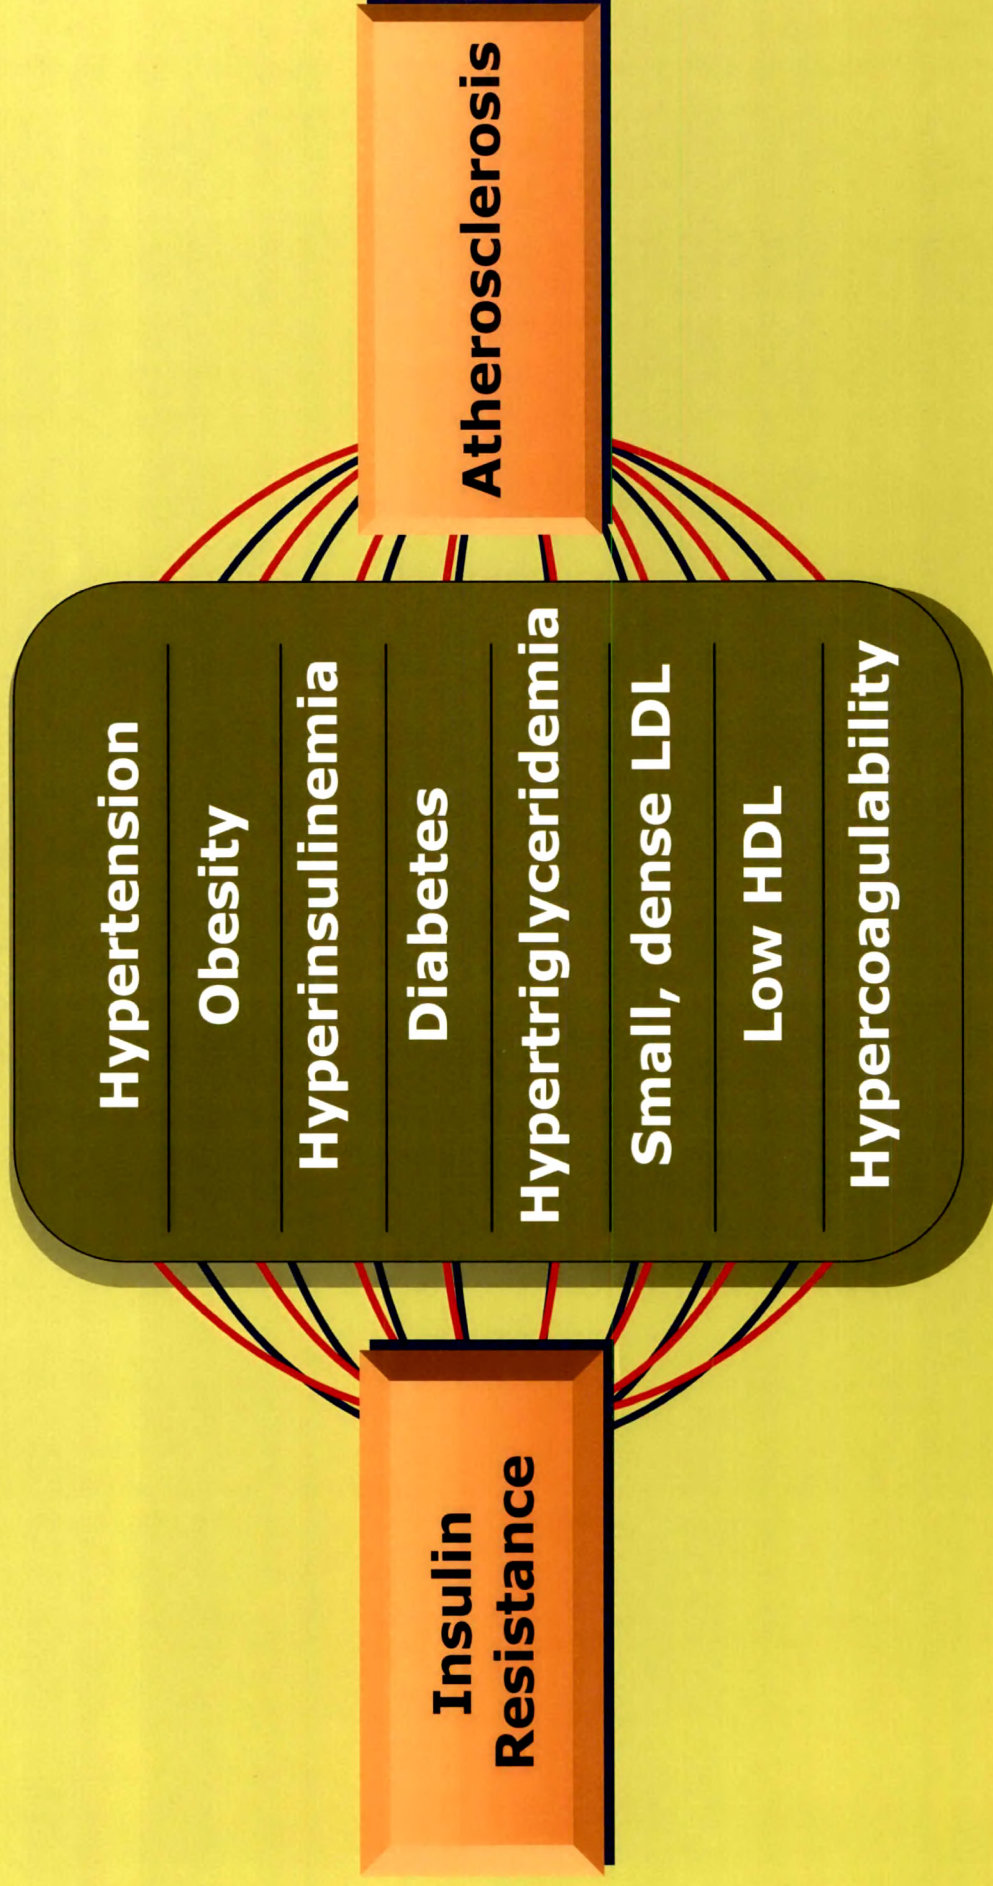 Insulin
Resistance
Hypertension
Obesity
Hyperinsulinemia
Diabetes
Hypertriglyceridemia
Small, dense LDL
Low HDL
Hypercoagulability
Atherosclerosis